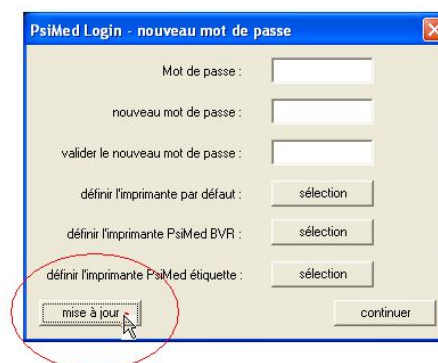 PsiMed Login - nouveau mot de passe
Mot de passe :
nouveau mot de passe :
valider le nouveau mot de passe :
définir l'imprimante par défaut : sélection
définir l'imprimante PsiMed BVR : sélection
définir l'imprimante PsiMed étiquette : sélection
mise à jour continuer